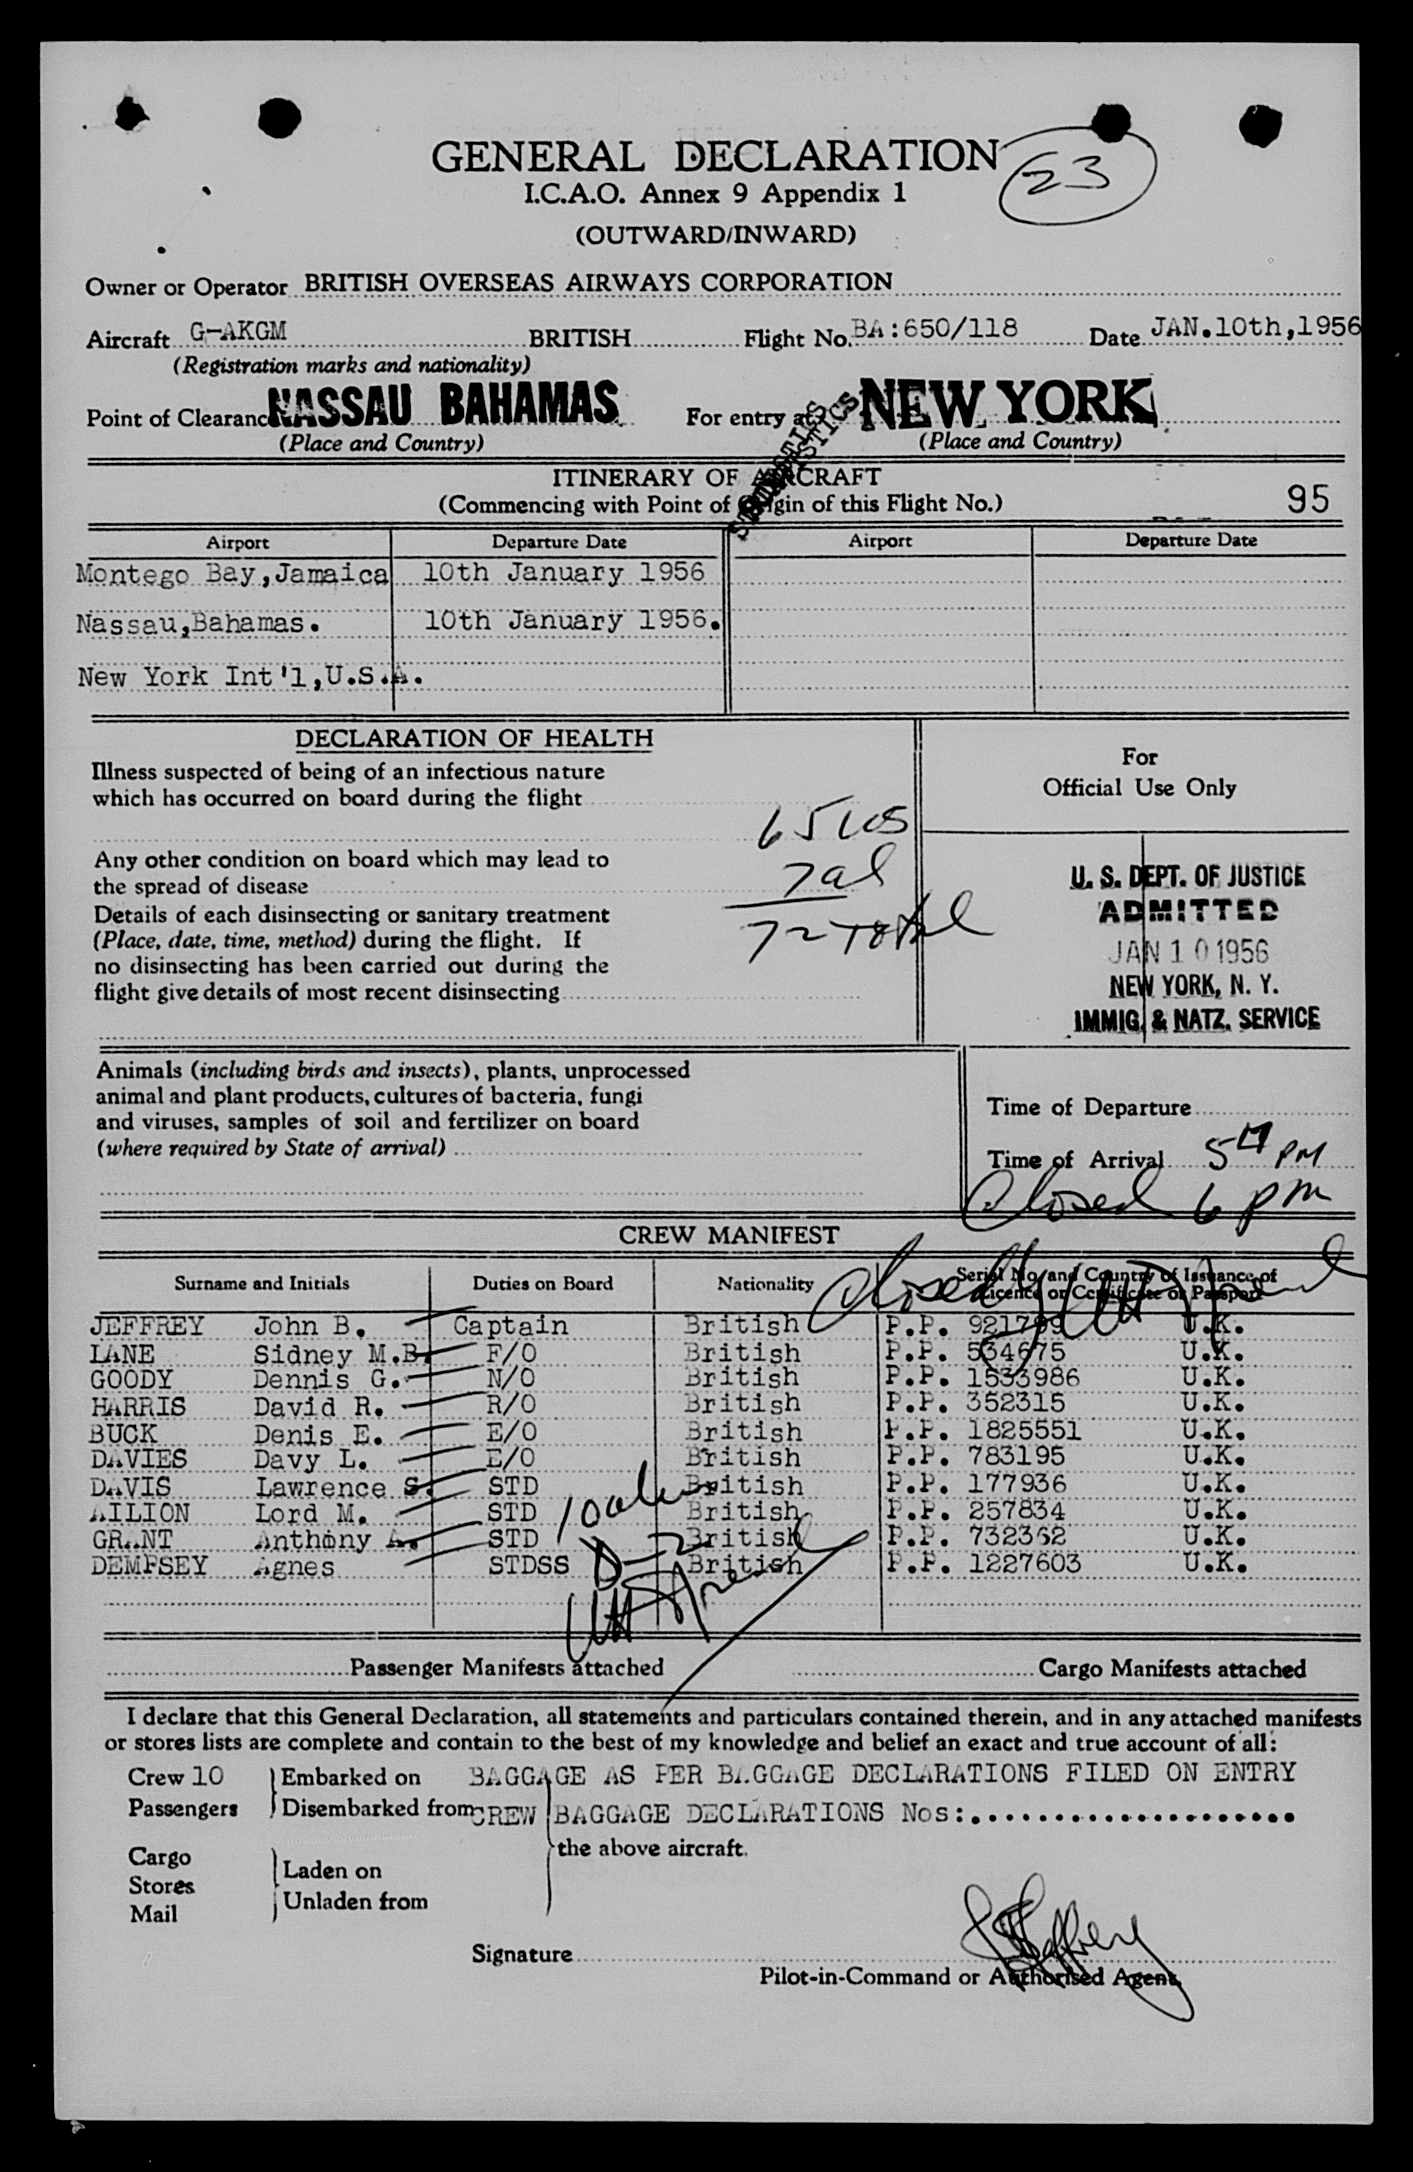 GENERAL DECLARATION
23
I.C.A.O. Annex 9 Appendix 1
(OUTWARD/INWARD)
Owner or Operator BRITISH OVERSEAS AIRWAYS CORPORATION
Aircraft G-AKGM BRITISH Flight No. BA:650/118 Date JAN.10th,1956
(Registration marks and nationality)
Point of Clearance NASSAU BAHAMAS For entry at NEW YORK
(Place and Country) (Place and Country)
STATISTICS
ITINERARY OF AIRCRAFT
(Commencing with Point of Origin of this Flight No.) 95
Airport Departure Date Airport Departure Date
Montego Bay,Jamaica 10th January 1956
Nassau,Bahamas. 10th January 1956.
New York Int'l,U.S.A.
DECLARATION OF HEALTH
Illness suspected of being of an infectious nature
which has occurred on board during the flight
Any other condition on board which may lead to
the spread of disease
Details of each disinsecting or sanitary treatment
(Place, date, time, method) during the flight. If
no disinsecting has been carried out during the
flight give details of most recent disinsecting
65 us
7 al
72 total
For
Official Use Only
U. S. DEPT. OF JUSTICE
ADMITTED
JAN 10 1956
NEW YORK, N. Y.
IMMIG. & NATZ. SERVICE
Animals (including birds and insects), plants, unprocessed
animal and plant products, cultures of bacteria, fungi
and viruses, samples of soil and fertilizer on board
(where required by State of arrival)
Time of Departure
Time of Arrival 5 17 PM
Closed 6 pm
CREW MANIFEST
Closed
Surname and Initials Duties on Board Nationality Serial No. and Country of Issuance of
Licence or Certificate or Passport
JEFFREY John B. Captain British P.P. 921799 U.K.
LANE Sidney M.B. F/O British P.P. 534675 U.K.
GOODY Dennis G. N/O British P.P. 1533986 U.K.
HARRIS David R. R/O British P.P. 352315 U.K.
BUCK Denis E. E/O British P.P. 1825551 U.K.
DAVIES Davy L. E/O British P.P. 783195 U.K.
DAVIS Lawrence S. STD British P.P. 177936 U.K.
AILION Lord M. STD British P.P. 257834 U.K.
GRANT Anthony A. STD British P.P. 732362 U.K.
DEMPSEY Agnes STDSS British P.P. 1227603 U.K.
10 al
D-2
Passenger Manifests attached Cargo Manifests attached
I declare that this General Declaration, all statements and particulars contained therein, and in any attached manifests
or stores lists are complete and contain to the best of my knowledge and belief an exact and true account of all:
Crew 10 Embarked on BAGGAGE AS PER BAGGAGE DECLARATIONS FILED ON ENTRY
Passengers Disembarked from CREW BAGGAGE DECLARATIONS Nos:....................
the above aircraft.
Cargo
Stores
Mail
Laden on
Unladen from
Signature JBJeffrey
Pilot-in-Command or Authorised Agent